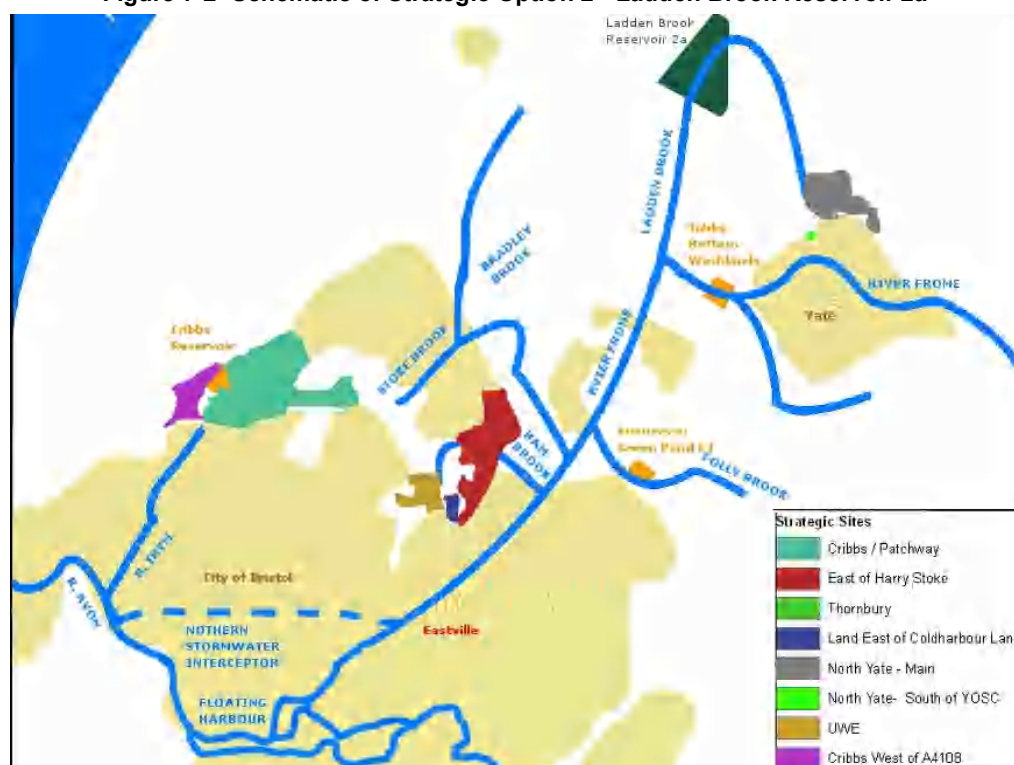 Figure 1-2- Schematic of Strategic Option 2 - Ladden Brook Reservoir 2a
Ladden Brook
Reservoir 2a
LADDEN BROOK
BRADLEY
BROOK
Tubbs
Bottom
Washlands
RIVER FROME
Yate
Cribbs
Reservoir
STOKE BROOK
RIVER FROME
HAM
BROOK
Green Pond
FOLLY BROOK
R. TRYM
R. AVON
City of Bristol
NOTHERN
STORMWATER
INTERCEPTOR
Eastville
FLOATING
HARBOUR
Strategic Sites
Cribbs / Patchway
East of Harry Stoke
Thornbury
Land East of Coldharbour Lan
North Yate - Main
North Yate- South of YOSC
UWE
Cribbs West of A4108